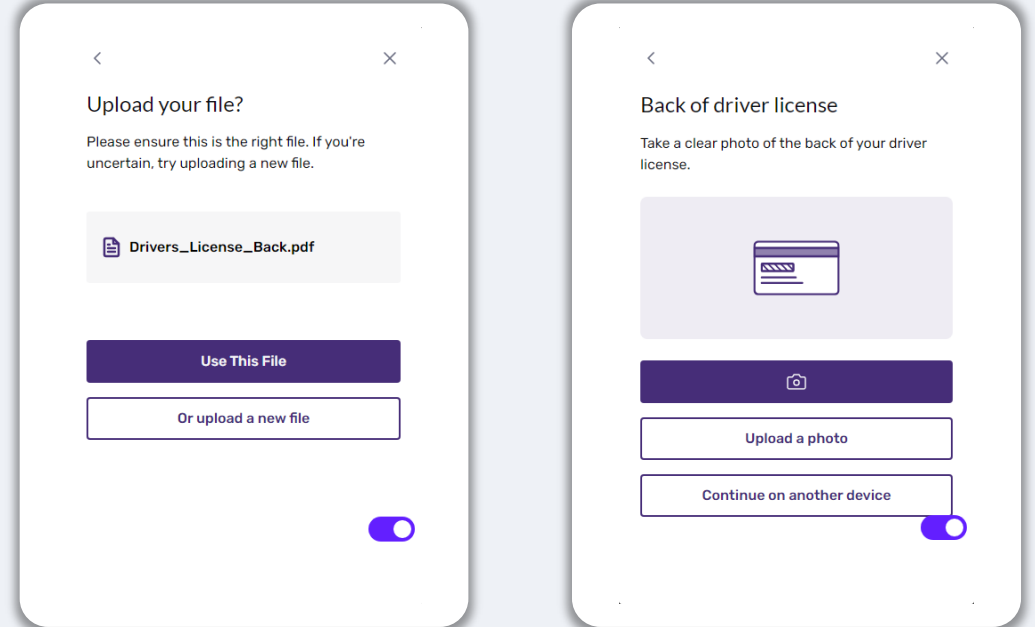 Upload your file?
Please ensure this is the right file. If you're
uncertain, try uploading a new file.
Drivers_License_Back.pdf
Use This File
Or upload a new file
Back of driver license
Take a clear photo of the back of your driver
license.
Upload a photo
Continue on another device